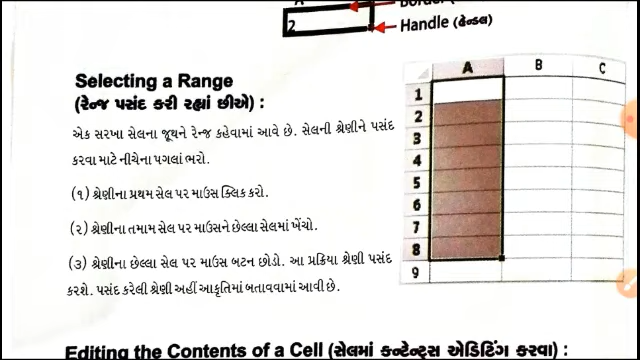 2
Handle (હેન્ડલ)
Selecting a Range
(રેન્જ પસંદ કરી રહ્યાં છીએ) :
એક સરખા સેલના જૂથને રેન્જ કહેવામાં આવે છે. સેલની શ્રેણીને પસંદ
કરવા માટે નીચેના પગલાં ભરો.
(૧) શ્રેણીના પ્રથમ સેલ પર માઉસ ક્લિક કરો.
(૨) શ્રેણીના તમામ સેલ પર માઉસને છેલ્લા સેલમાં ખેંચો.
(૩) શ્રેણીના છેલ્લા સેલ પર માઉસ બટન છોડો. આ પ્રક્રિયા શ્રેણી પસંદ
કરશે. પસંદ કરેલી શ્રેણી અહીં આકૃતિમાં બતાવવામાં આવી છે.
A B C
1
2
3
4
5
6
7
8
9
Editing the Contents of a Cell (સેલમાં કન્ટેન્ટ્સ એડિટિંગ કરવા) :